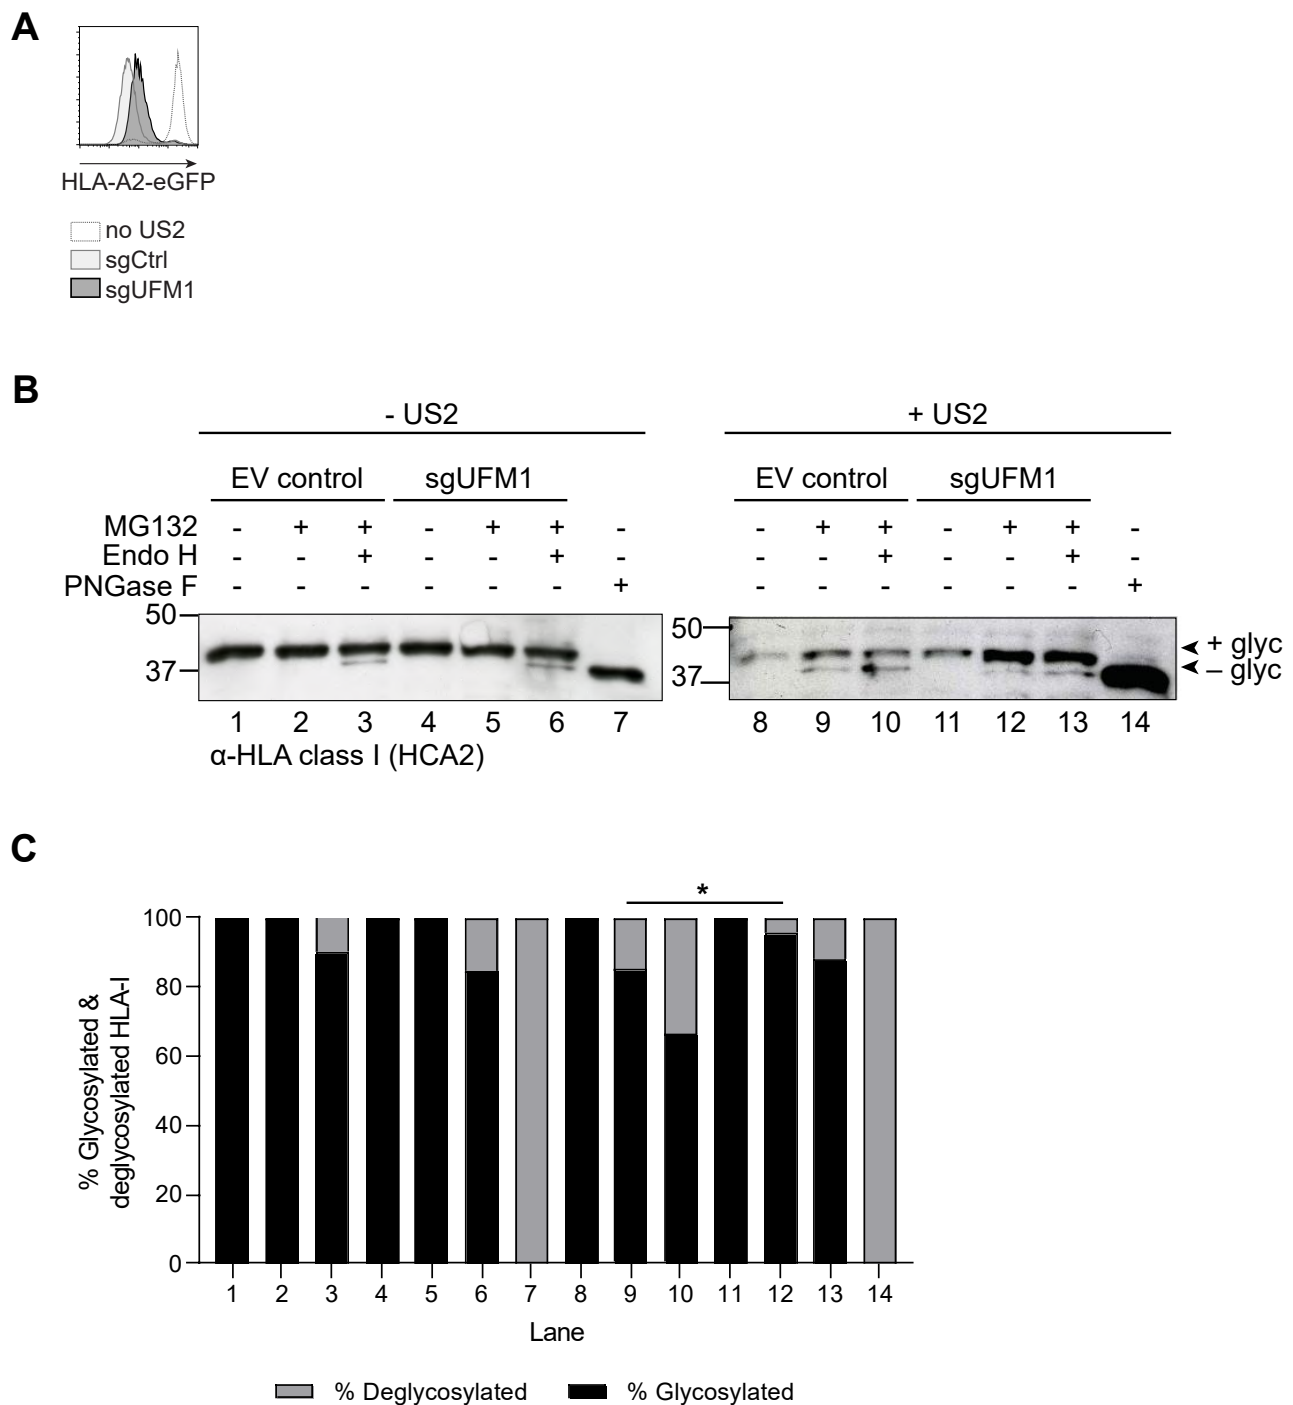 A
HLA-A2-eGFP
no US2
sgCtrl
sgUFM1
B
- US2
+ US2
EV control sgUFM1
EV control sgUFM1
MG132 - + + - + + - - + + - + + -
Endo H - - + - - + - - - + - - + -
PNGase F - - - - - - + - - - - - - +
50
37
50
37
+ glyc
– glyc
1 2 3 4 5 6 7 8 9 10 11 12 13 14
α-HLA class I (HCA2)
C
*
% Glycosylated &
deglycosylated HLA-I
100
80
60
40
20
0
1 2 3 4 5 6 7 8 9 10 11 12 13 14
Lane
% Deglycosylated % Glycosylated